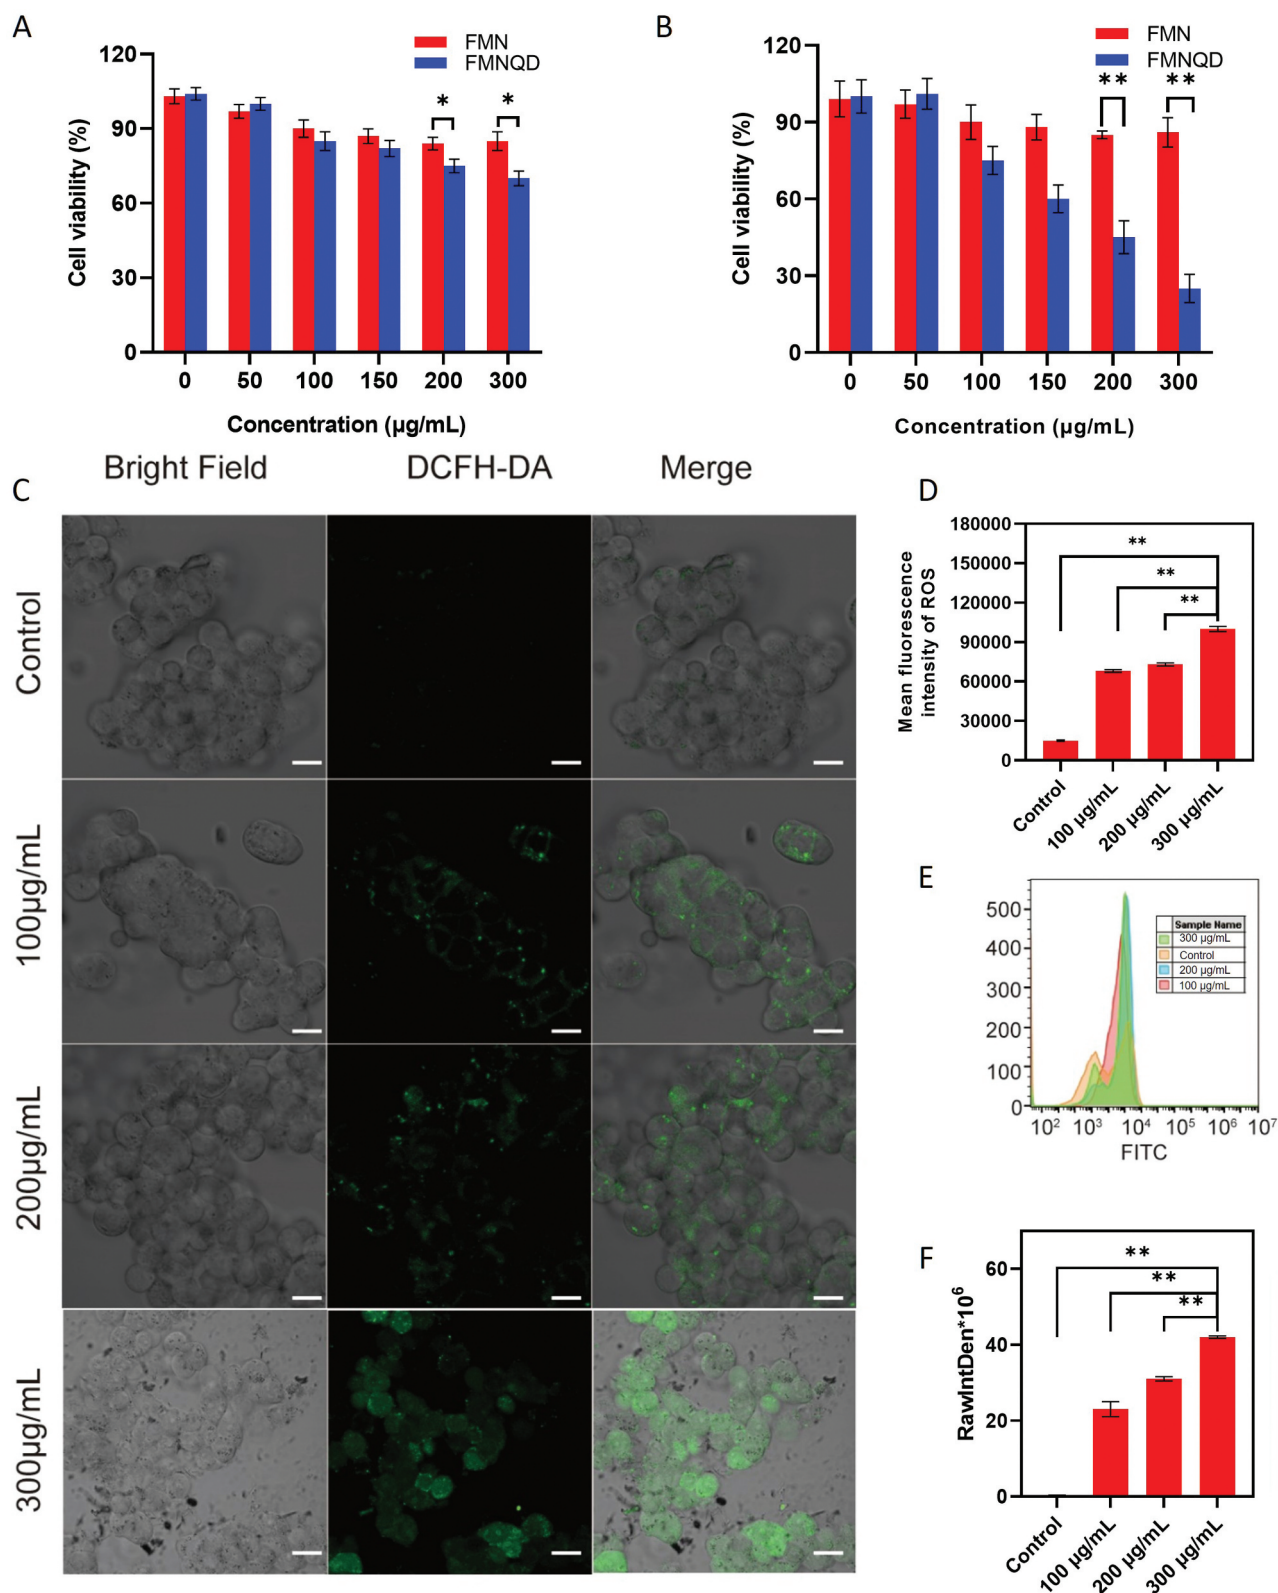 A
FMN
FMNQD
120
90
60
30
0
Cell viability (%)
*
*
0 50 100 150 200 300
Concentration (µg/mL)
B
FMN
FMNQD
120
90
60
30
0
Cell viability (%)
**
**
0 50 100 150 200 300
Concentration (µg/mL)
C
Bright Field DCFH-DA Merge
Control
100µg/mL
200µg/mL
300µg/mL
D
180000
150000
120000
90000
60000
30000
0
Mean fluorescence
intensity of ROS
**
**
**
Control
100 µg/mL
200 µg/mL
300 µg/mL
E
500
400
300
200
100
0
Sample Name
300 µg/mL
Control
200 µg/mL
100 µg/mL
10² 10³ 10⁴ 10⁵ 10⁶ 10⁷
FITC
F
60
40
20
0
RawIntDen*10⁶
**
**
**
Control
100 µg/mL
200 µg/mL
300 µg/mL